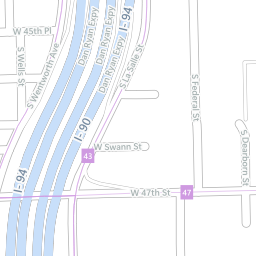 W 45th Pl
S Wells St
S Wentworth Ave
Dan Ryan Expy
Dan Ryan Expy
Dan Ryan Expy
I- 94
S La Salle St
S Federal St
S Dearborn St
I- 90
43
W Swann St
I- 94
W 47th St
47